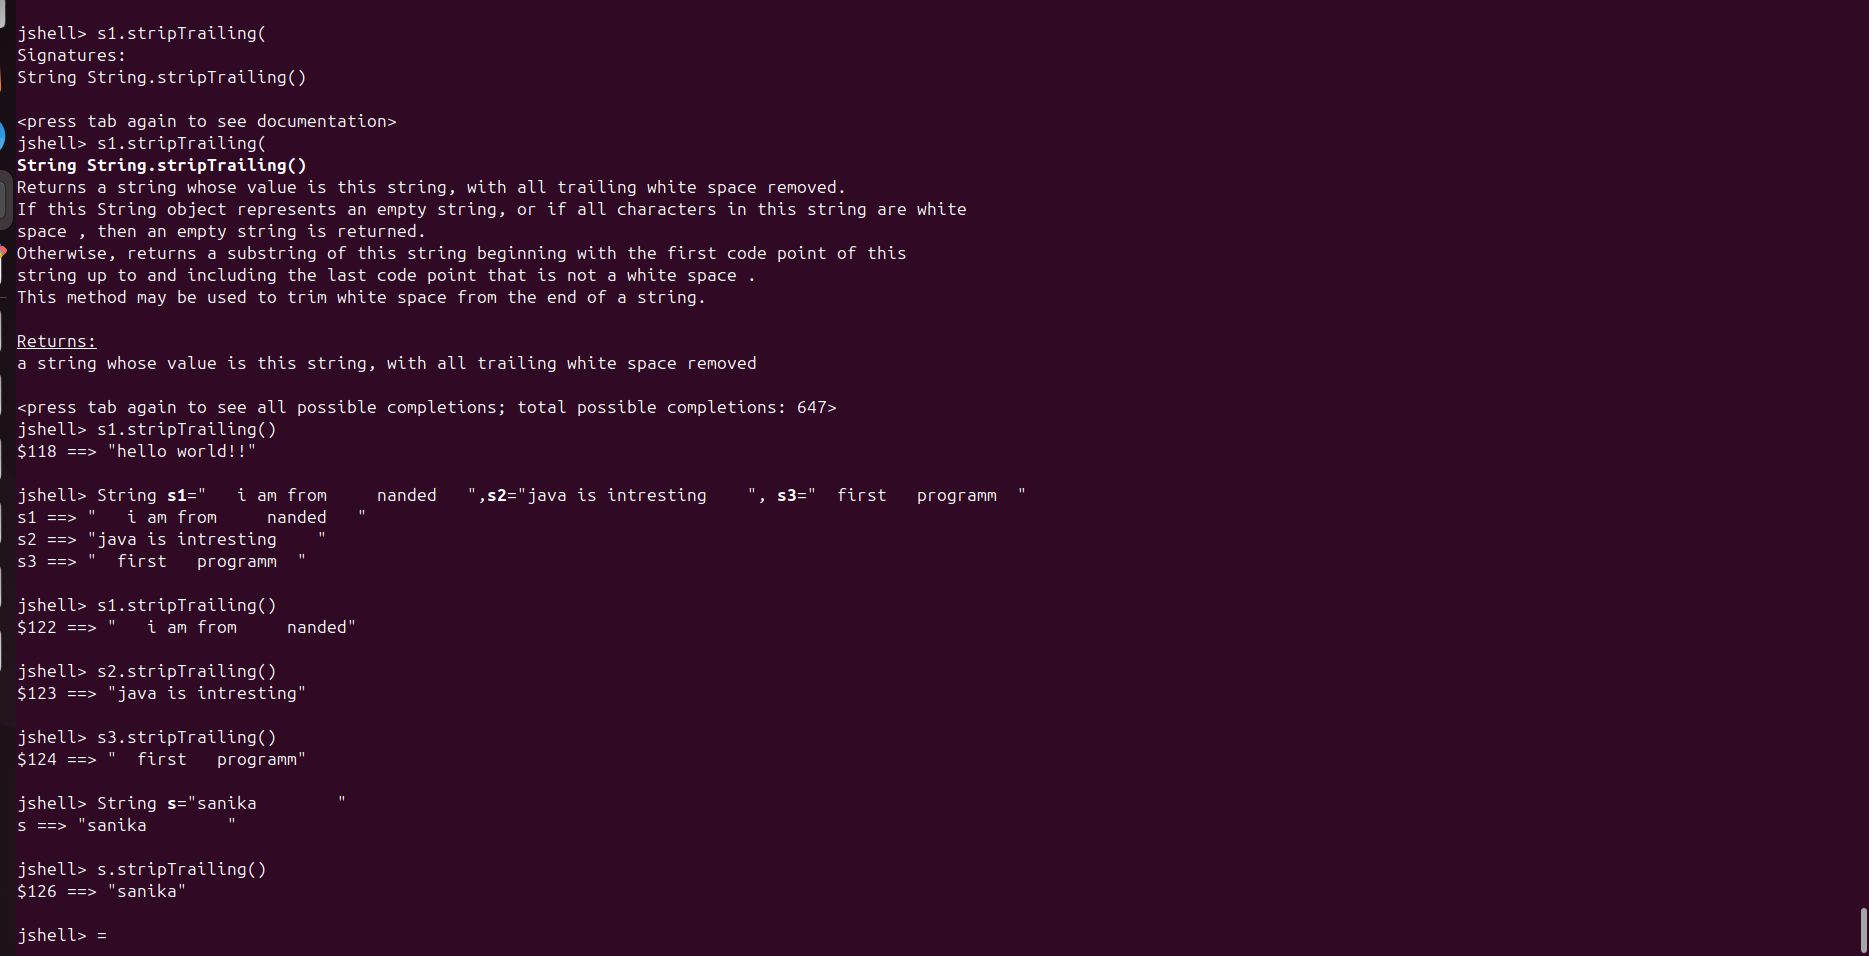 jshell> s1.stripTrailing(
Signatures:
String String.stripTrailing()
<press tab again to see documentation>
jshell> s1.stripTrailing(
String String.stripTrailing()
Returns a string whose value is this string, with all trailing white space removed.
If this String object represents an empty string, or if all characters in this string are white
space , then an empty string is returned.
Otherwise, returns a substring of this string beginning with the first code point of this
string up to and including the last code point that is not a white space .
This method may be used to trim white space from the end of a string.
Returns:
a string whose value is this string, with all trailing white space removed
<press tab again to see all possible completions; total possible completions: 647>
jshell> s1.stripTrailing()
$118 ==> "hello world!!"
jshell> String s1="   i am from     nanded   ",s2="java is intresting    ", s3="  first   programm  "
s1 ==> "   i am from     nanded   "
s2 ==> "java is intresting    "
s3 ==> "  first   programm  "
jshell> s1.stripTrailing()
$122 ==> "   i am from     nanded"
jshell> s2.stripTrailing()
$123 ==> "java is intresting"
jshell> s3.stripTrailing()
$124 ==> "  first   programm"
jshell> String s="sanika        "
s ==> "sanika        "
jshell> s.stripTrailing()
$126 ==> "sanika"
jshell> =